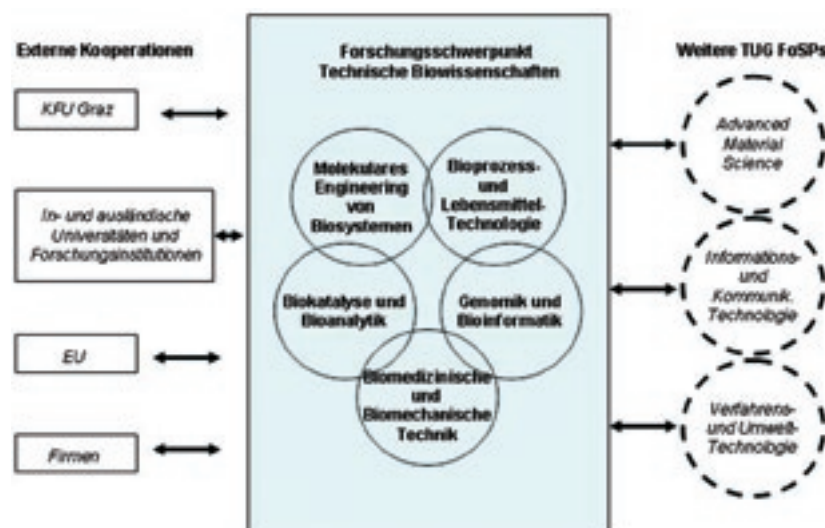 Externe Kooperationen
KFU Graz
In- und ausländische
Universitäten und
Forschungsinstitutionen
EU
Firmen
Forschungsschwerpunkt
Technische Biowissenschaften
Molekulares
Engineering
von
Biosystemen
Bioprozess-
und
Lebensmittel-
Technologie
Biokatalyse und
Bioanalytik
Genomik und
Bioinformatik
Biomedizinische
und
Biomechanische
Technik
Weitere TUG FoSPs
Advanced
Material
Science
Informations-
und
Kommunik.
Technologie
Verfahrens-
und Umwelt-
Technologie